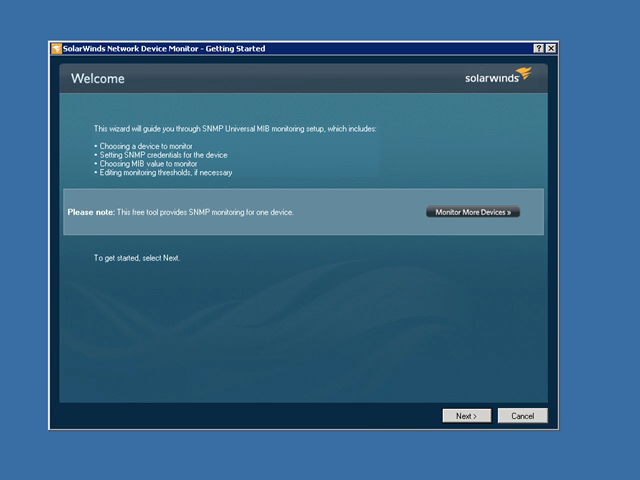 SolarWinds Network Device Monitor - Getting Started
Welcome
solarwinds
This wizard will guide you through SNMP Universal MIB monitoring setup, which includes:
• Choosing a device to monitor
• Setting SNMP credentials for the device
• Choosing MIB value to monitor
• Editing monitoring thresholds, if necessary
Please note: This free tool provides SNMP monitoring for one device.
Monitor More Devices »
To get started, select Next.
Next >
Cancel